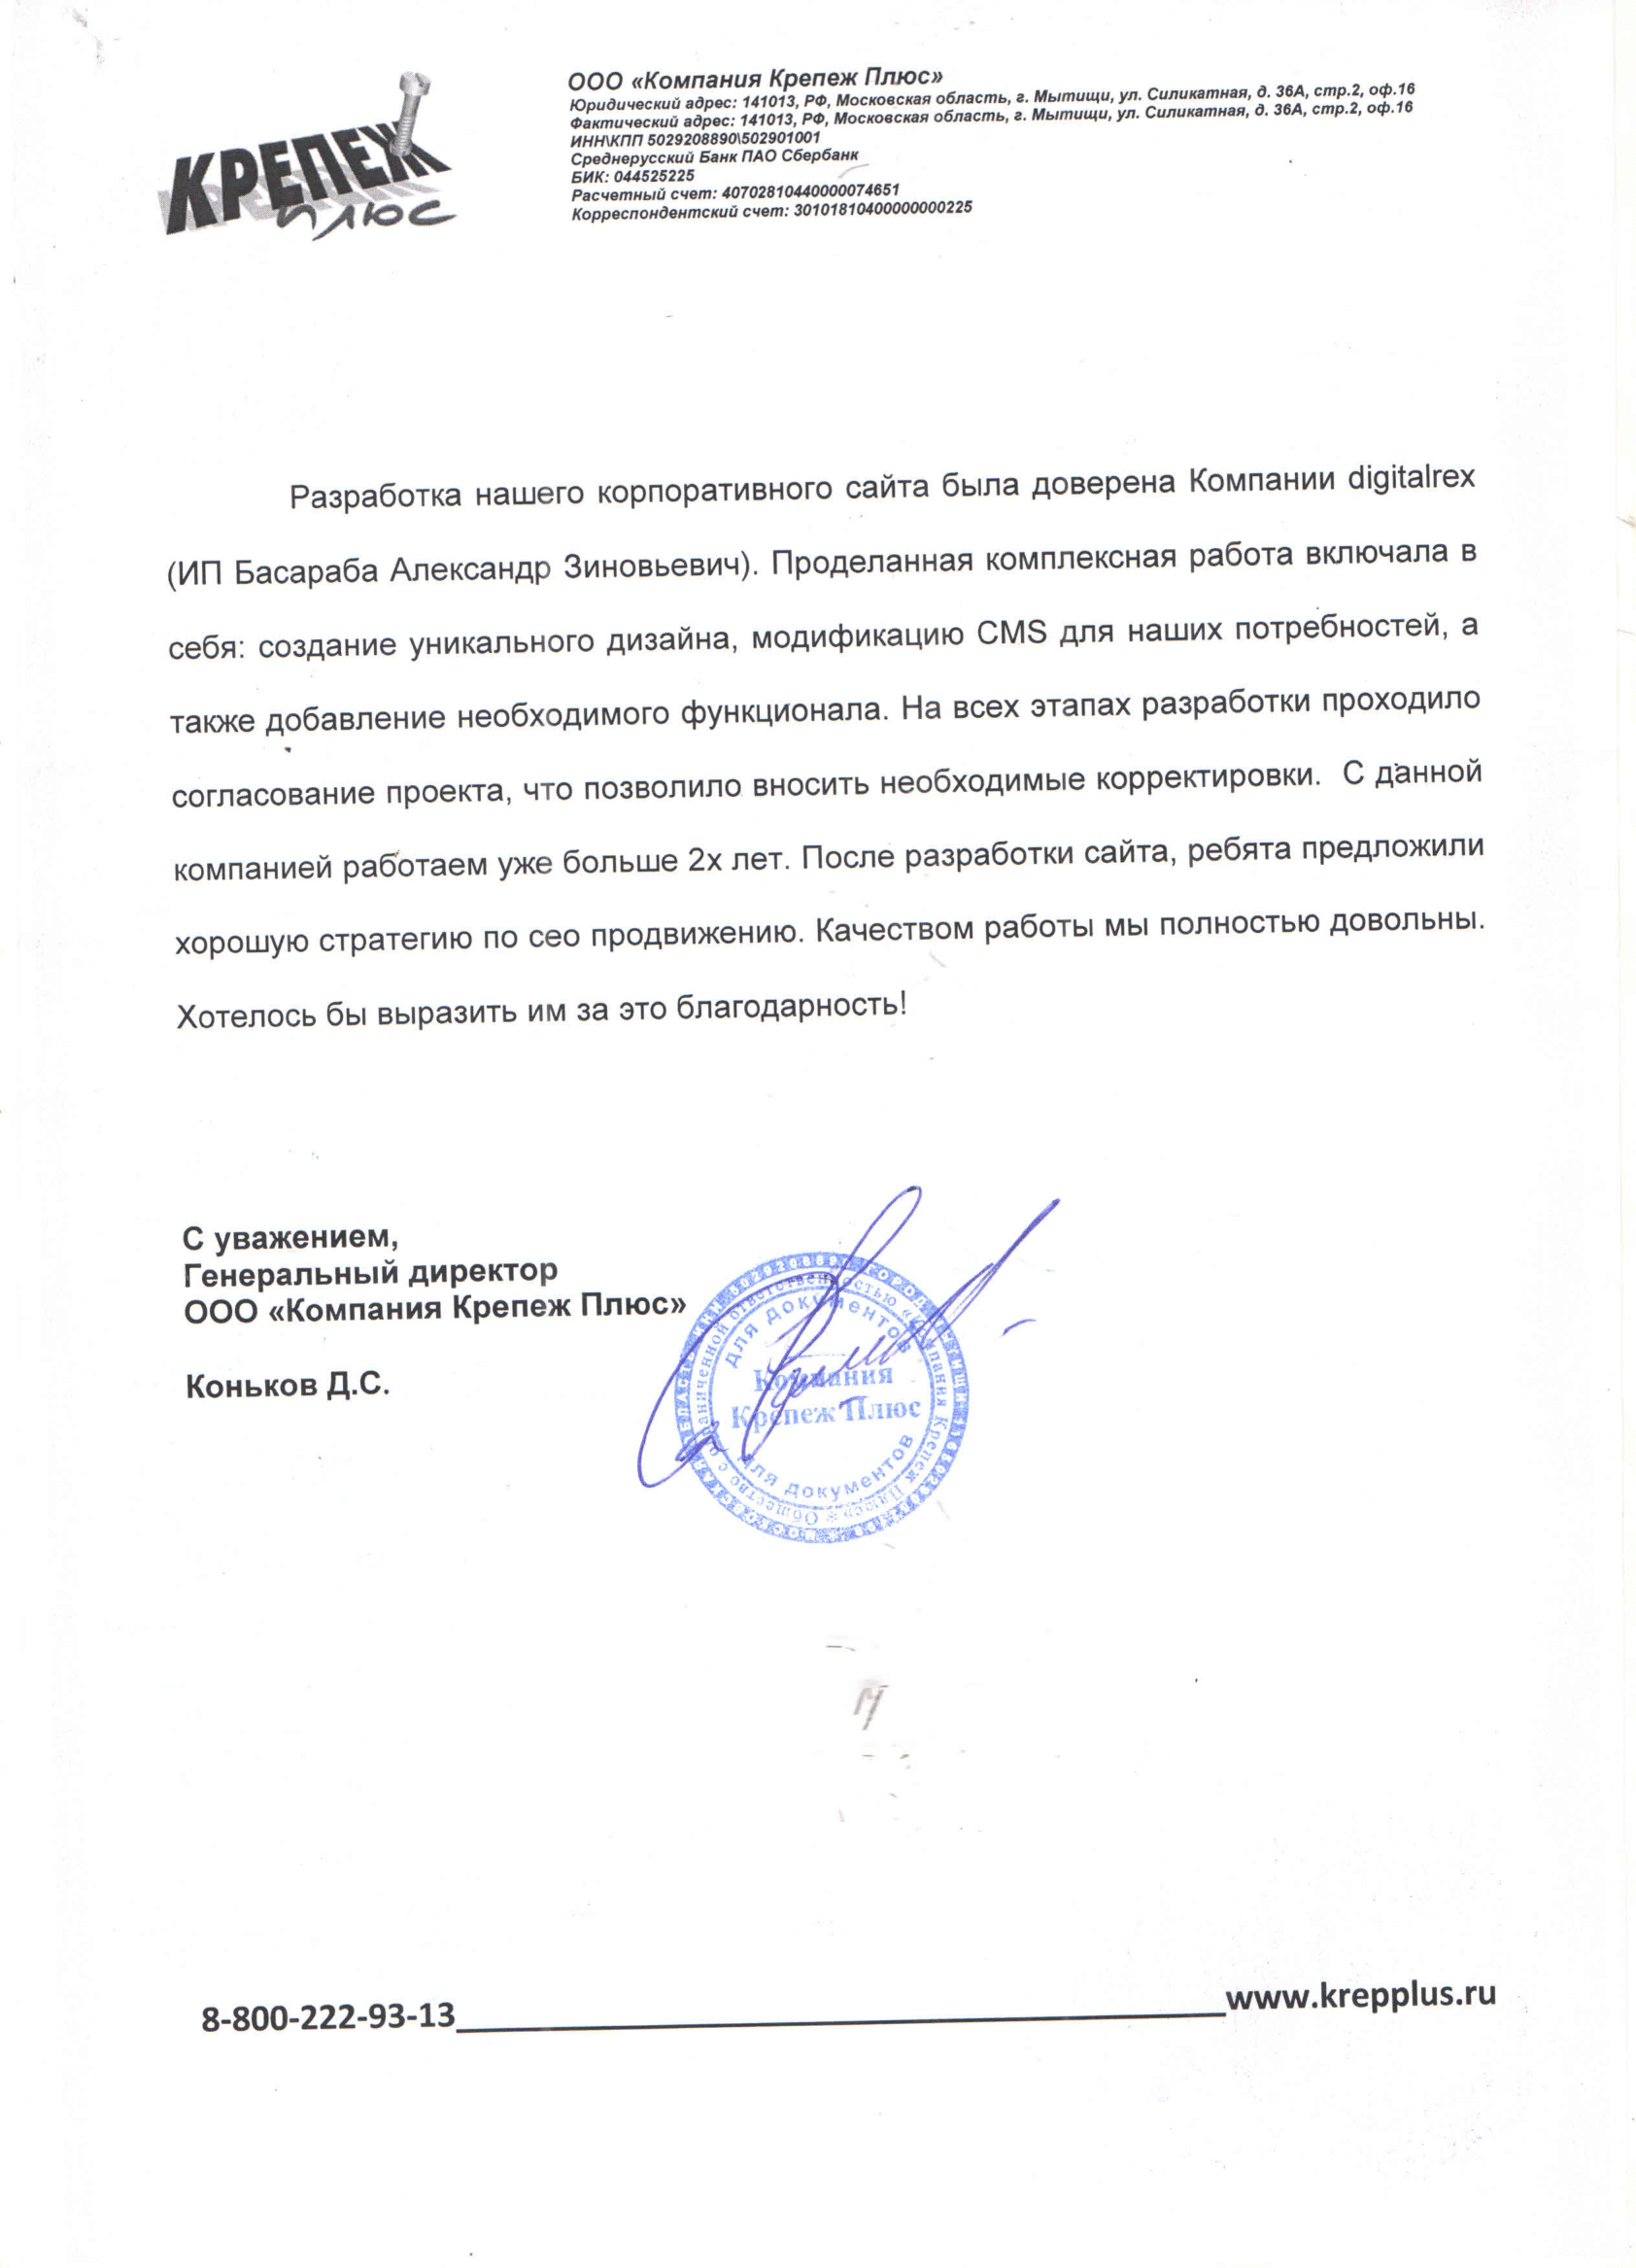 КРЕПЕЖ
плюс
ООО «Компания Крепеж Плюс»
Юридический адрес: 141013, РФ, Московская область, г. Мытищи, ул. Силикатная, д. 36А, стр.2, оф.16
Фактический адрес: 141013, РФ, Московская область, г. Мытищи, ул. Силикатная, д. 36А, стр.2, оф.16
ИНН\КПП 5029208890\502901001
Среднерусский Банк ПАО Сбербанк
БИК: 044525225
Расчетный счет: 40702810440000074651
Корреспондентский счет: 30101810400000000225
Разработка нашего корпоративного сайта была доверена Компании digitalrex
(ИП Басараба Александр Зиновьевич). Проделанная комплексная работа включала в
себя: создание уникального дизайна, модификацию CMS для наших потребностей, а
также добавление необходимого функционала. На всех этапах разработки проходило
согласование проекта, что позволило вносить необходимые корректировки. С данной
компанией работаем уже больше 2х лет. После разработки сайта, ребята предложили
хорошую стратегию по сео продвижению. Качеством работы мы полностью довольны.
Хотелось бы выразить им за это благодарность!
С уважением,
Генеральный директор
ООО «Компания Крепеж Плюс»
Коньков Д.С.
Общество с ограниченной ответственностью «Компания Крепеж Плюс»
для документов
Компания
Крепеж Плюс
для документов
8-800-222-93-13
www.krepplus.ru